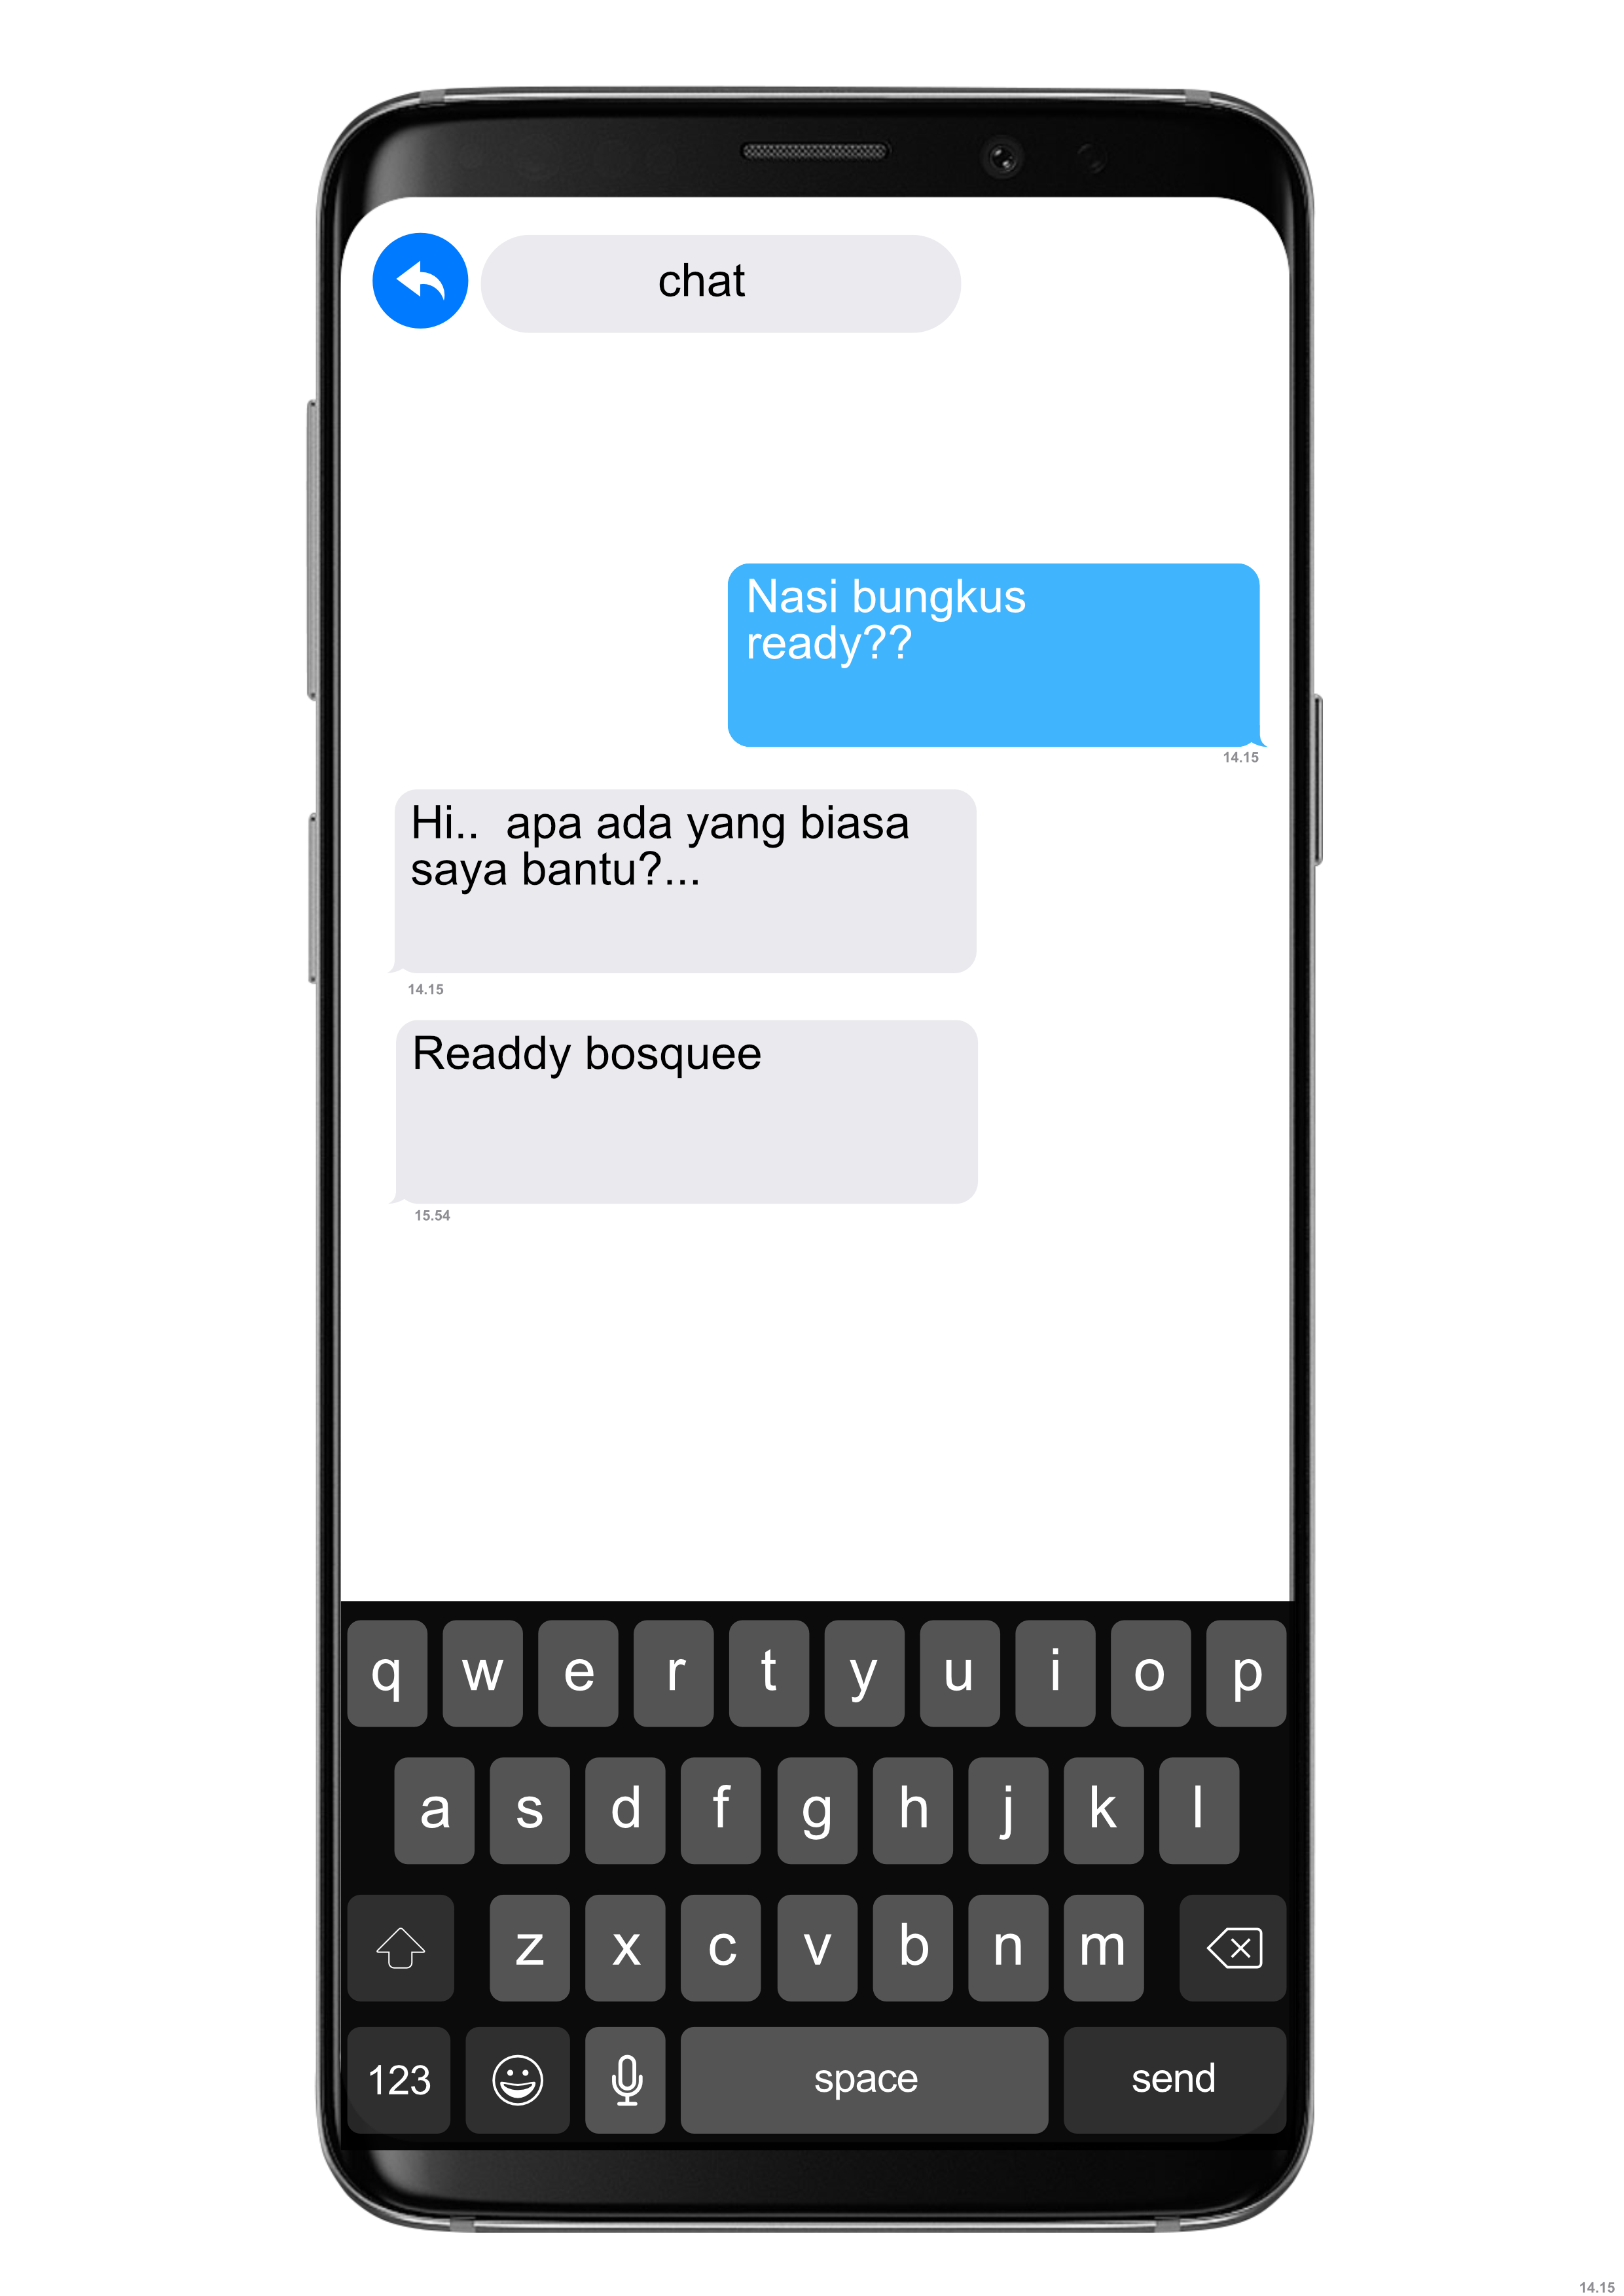 chat
Nasi bungkus
ready??
14.15
Hi..  apa ada yang biasa
saya bantu?...
14.15
Readdy bosquee
15.54
q w e r t y u i o p
a s d f g h j k l
z x c v b n m
123 space send
14.15